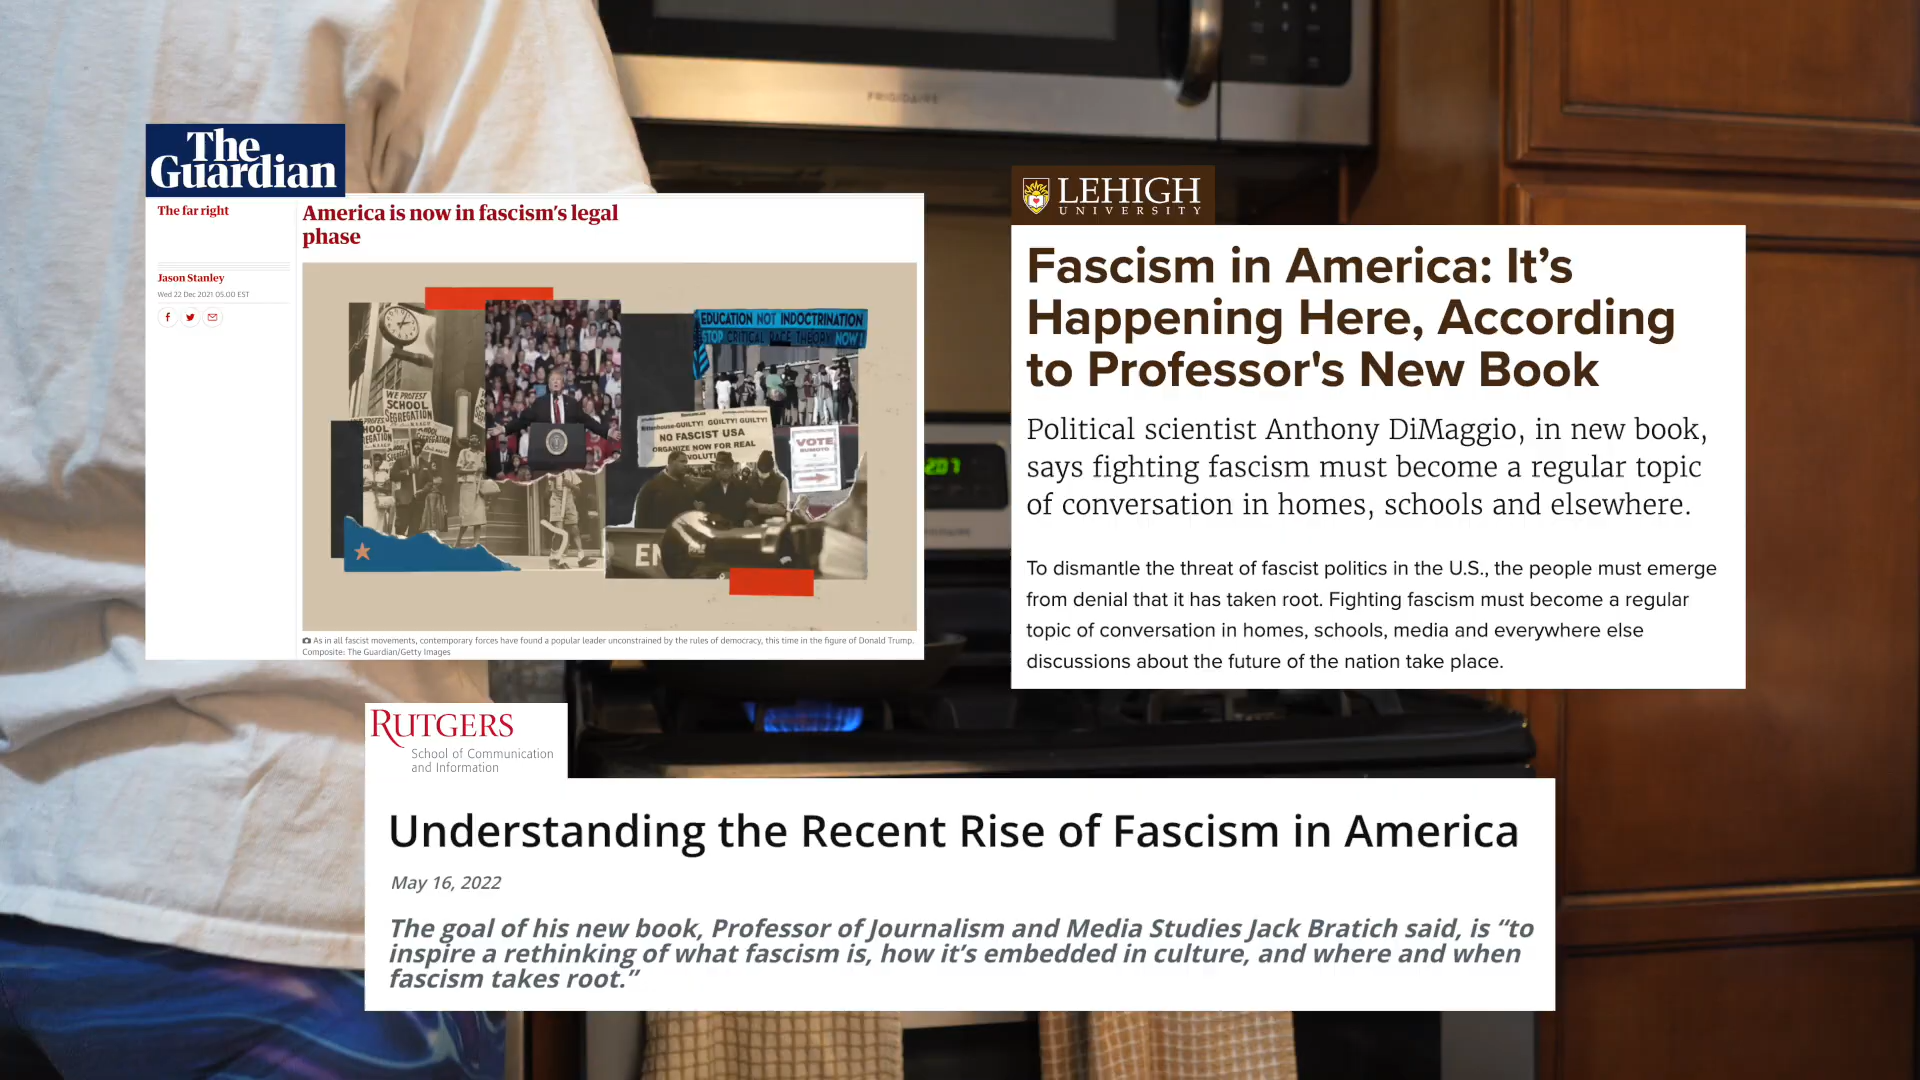 FRIGIDAIRE
The
Guardian
The far right
America is now in fascism's legal
phase
Jason Stanley
Wed 22 Dec 2021 05.00 EST
EDUCATION NOT INDOCTRINATION
STOP CRITICAL RACE THEORY NOW!
WE PROTEST
SCHOOL
SEGREGATION
GUILTY! GUILTY! GUILTY!
NO FASCIST USA
ORGANIZE NOW FOR REAL
VOTE
As in all fascist movements, contemporary forces have found a popular leader unconstrained by the rules of democracy, this time in the figure of Donald Trump.
Composite: The Guardian/Getty Images
LEHIGH
UNIVERSITY
Fascism in America: It's
Happening Here, According
to Professor's New Book
Political scientist Anthony DiMaggio, in new book,
says fighting fascism must become a regular topic
of conversation in homes, schools and elsewhere.
To dismantle the threat of fascist politics in the U.S., the people must emerge
from denial that it has taken root. Fighting fascism must become a regular
topic of conversation in homes, schools, media and everywhere else
discussions about the future of the nation take place.
RUTGERS
School of Communication
and Information
Understanding the Recent Rise of Fascism in America
May 16, 2022
The goal of his new book, Professor of Journalism and Media Studies Jack Bratich said, is “to
inspire a rethinking of what fascism is, how it’s embedded in culture, and where and when
fascism takes root.”